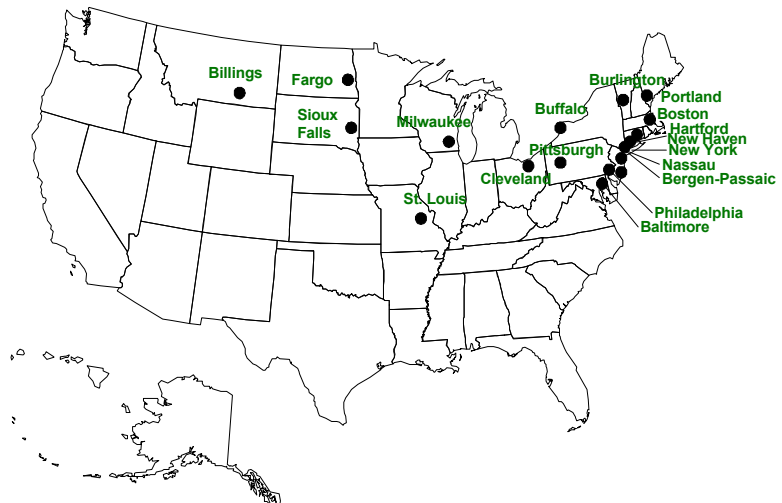 Burlington
Billings
Fargo
Portland
Buffalo
Sioux
Falls
Boston
Milwaukee
Hartford
New Haven
Pittsburgh
New York
Nassau
Cleveland
Bergen-Passaic
St. Louis
Philadelphia
Baltimore